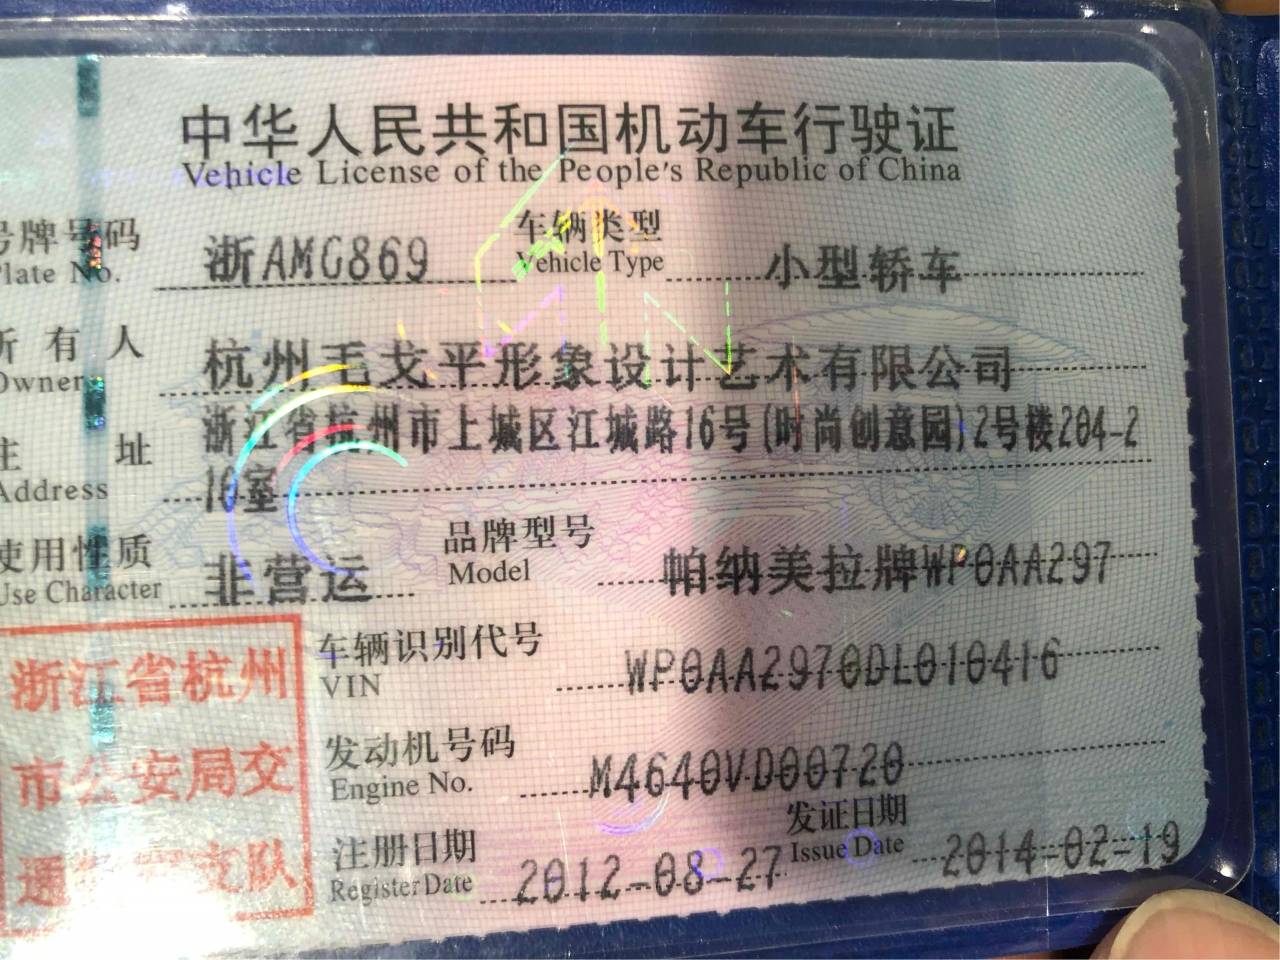 中华人民共和国机动车行驶证
Vehicle License of the People's Republic of China
号牌号码 浙AMG869 车辆类型 小型轿车
Plate No. Vehicle Type
所有人 杭州毛戈平形象设计艺术有限公司
Owner
住址 浙江省杭州市上城区江城路16号(时尚创意园)2号楼204-2
Address 10室
使用性质 非营运 品牌型号 帕纳美拉牌WP0AA297
Use Character Model
车辆识别代号 WP0AA2970DL010416
VIN
发动机号码 M4640VD00720
Engine No.
注册日期 2012-08-27 发证日期 2014-02-19
Register Date Issue Date
浙江省杭州
市公安局交
通警察支队